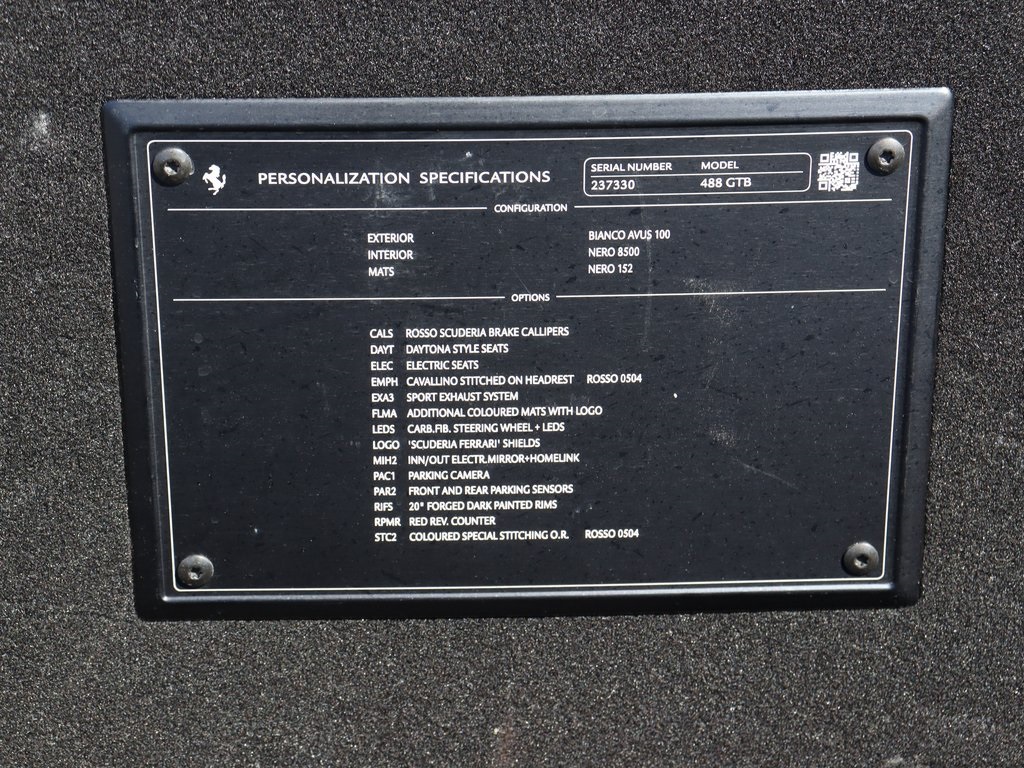 PERSONALIZATION SPECIFICATIONS
SERIAL NUMBER MODEL
237330 488 GTB
CONFIGURATION
EXTERIOR BIANCO AVUS 100
INTERIOR NERO 8500
MATS NERO 152
OPTIONS
CALS ROSSO SCUDERIA BRAKE CALLIPERS
DAYT DAYTONA STYLE SEATS
ELEC ELECTRIC SEATS
EMPH CAVALLINO STITCHED ON HEADREST ROSSO 0504
EXA3 SPORT EXHAUST SYSTEM
FLMA ADDITIONAL COLOURED MATS WITH LOGO
LEDS CARB.FIB. STEERING WHEEL + LEDS
LOGO 'SCUDERIA FERRARI' SHIELDS
MIH2 INN/OUT ELECTR.MIRROR+HOMELINK
PAC1 PARKING CAMERA
PAR2 FRONT AND REAR PARKING SENSORS
RIFS 20" FORGED DARK PAINTED RIMS
RPMR RED REV. COUNTER
STC2 COLOURED SPECIAL STITCHING O.R. ROSSO 0504